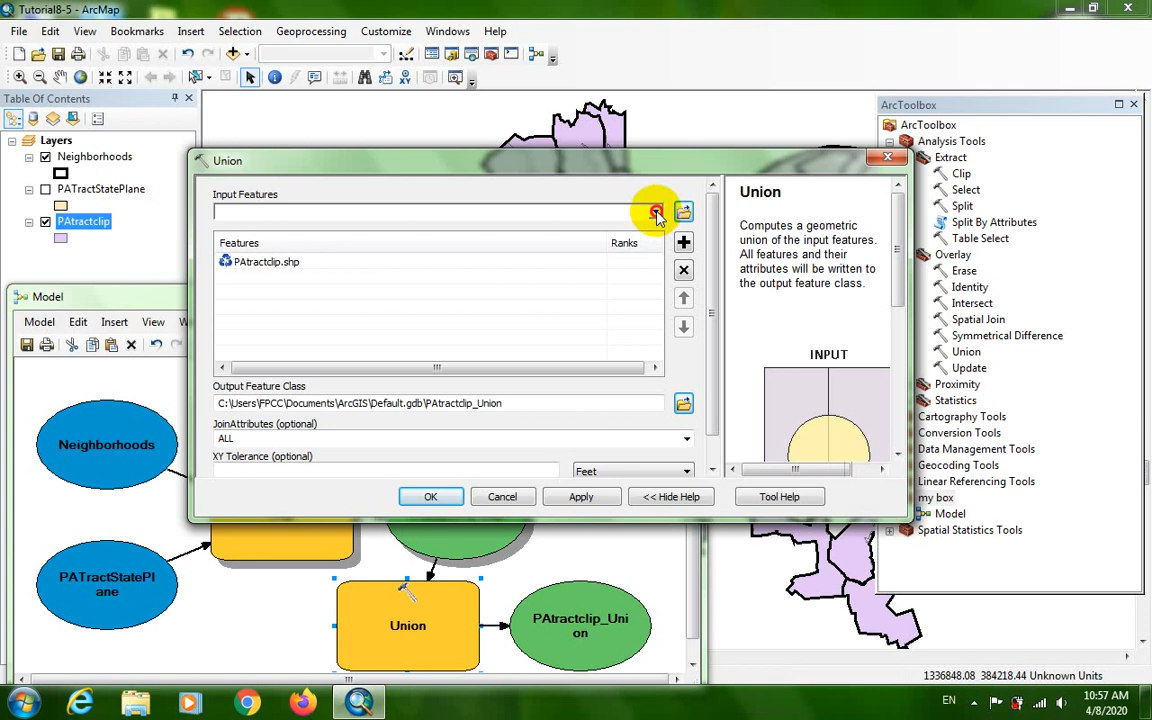 Tutorial8-5 - ArcMap
File Edit View Bookmarks Insert Selection Geoprocessing Customize Windows Help
Table Of Contents
Layers
Neighborhoods
PATractStatePlane
PAtractclip
ArcToolbox
ArcToolbox
Analysis Tools
Extract
Clip
Select
Split
Split By Attributes
Table Select
Overlay
Erase
Identity
Intersect
Spatial Join
Symmetrical Difference
Union
Update
Proximity
Statistics
Cartography Tools
Conversion Tools
Data Management Tools
Geocoding Tools
Linear Referencing Tools
my box
Model
Spatial Statistics Tools
Union
Input Features
Features Ranks
PAtractclip.shp
Output Feature Class
C:\Users\FPCC\Documents\ArcGIS\Default.gdb\PAtractclip_Union
JoinAttributes (optional)
ALL
XY Tolerance (optional)
Feet
OK Cancel Apply << Hide Help Tool Help
Union
Computes a geometric
union of the input features.
All features and their
attributes will be written to
the output feature class.
INPUT
Model
Model Edit Insert View
Neighborhoods
PATractStatePl
ane
Union
PAtractclip_Uni
on
1336848.08 384218.44 Unknown Units
EN
10:57 AM
4/8/2020